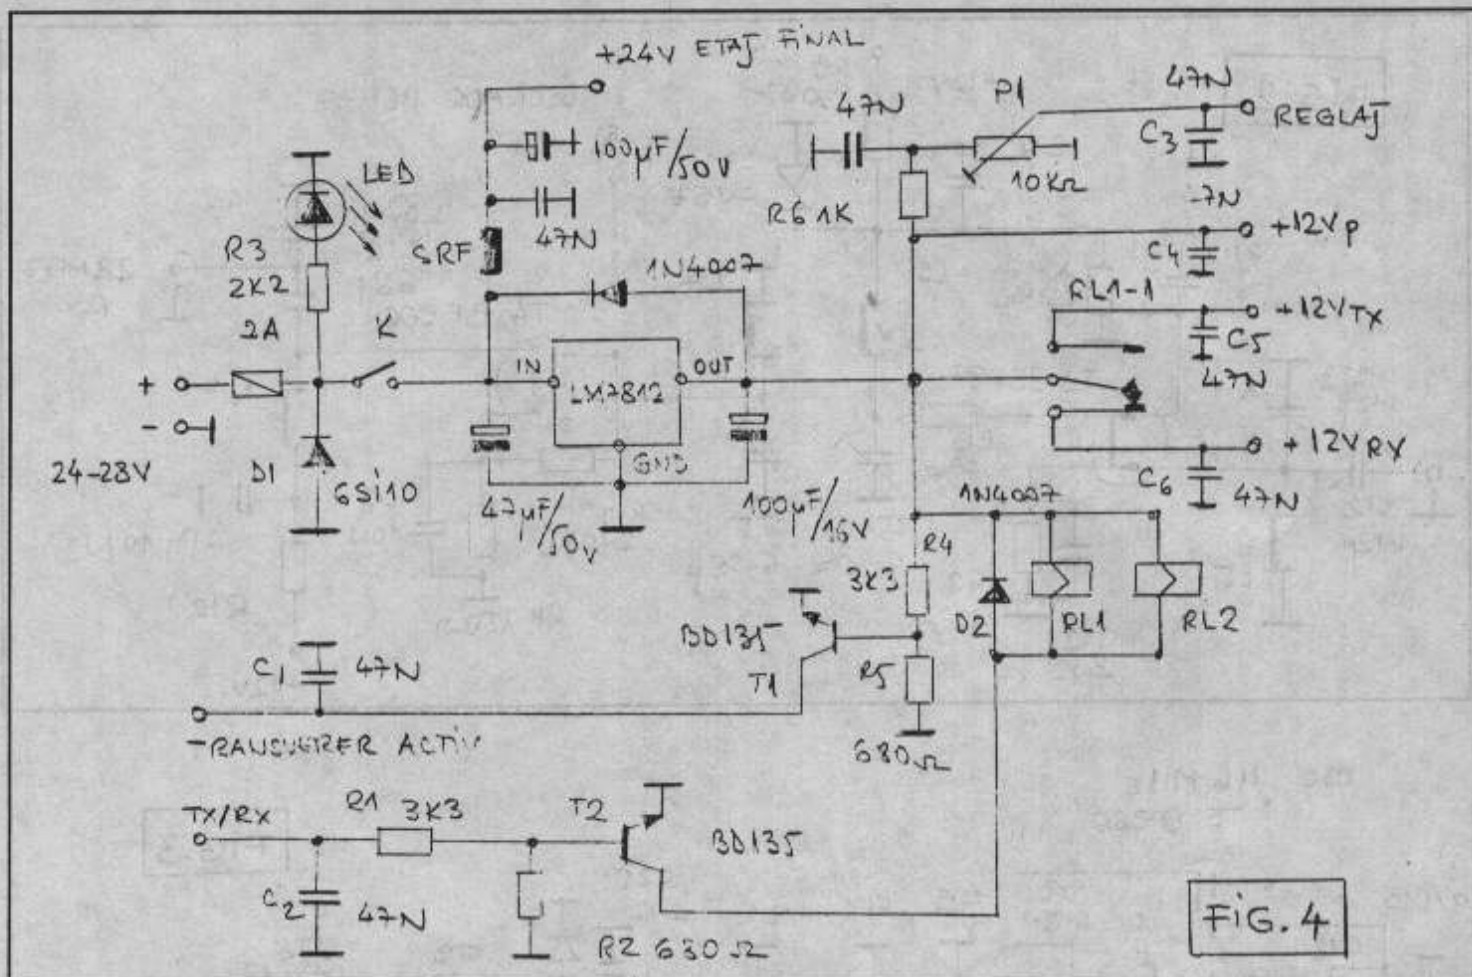 +24V ETAJ FINAL
47N
P1
47N
REGLAJ
C3
LED
100µF/50V
10KΩ
R6 1K
-7N
+12Vp
C4
R3
2K2
SRF
47N
1N4007
RL1-1
+12VTX
C5
47N
2A
K
IN
LM7812
OUT
+
-
24-28V
D1
6Si10
GND
+12VRX
C6
47N
47µF/50V
100µF/16V
1N4007
R4
3K3
D2
RL1
RL2
BD135
T1
R5
680Ω
C1
47N
-RANSVERER ACTIV
TX/RX
R1
3K3
T2
BD135
C2
47N
R2 630Ω
FiG. 4